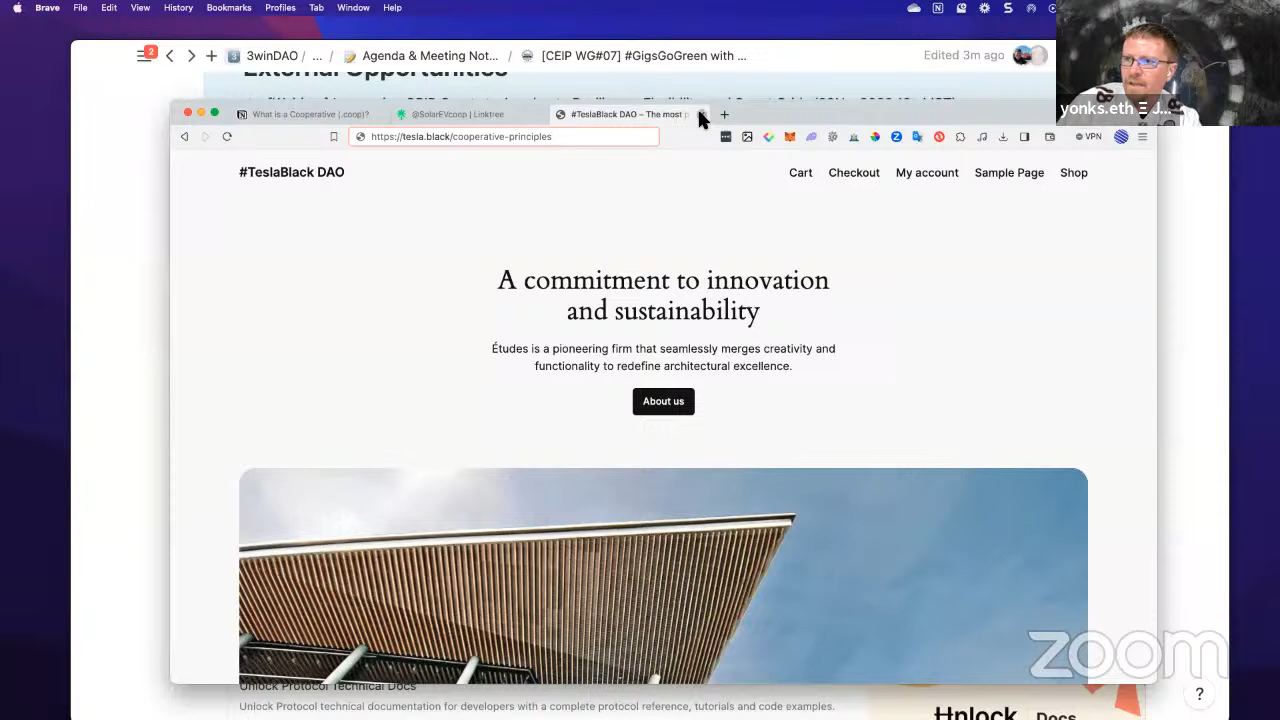 Brave File Edit View History Bookmarks Profiles Tab Window Help
2 3winDAO / ... / Agenda & Meeting Not... / [CEIP WG#07] #GigsGoGreen with ... Edited 3m ago
External Opportunities
What is a Cooperative (.coop)? @SolarEVcoop | Linktree #TeslaBlack DAO – The most p
https://tesla.black/cooperative-principles VPN
yonks.eth Ξ J...
#TeslaBlack DAO Cart Checkout My account Sample Page Shop
A commitment to innovation
and sustainability
Études is a pioneering firm that seamlessly merges creativity and
functionality to redefine architectural excellence.
About us
zoom
Unlock Protocol Technical Docs
Unlock Protocol technical documentation for developers with a complete protocol reference, tutorials and code examples.
Unlock Docs
?